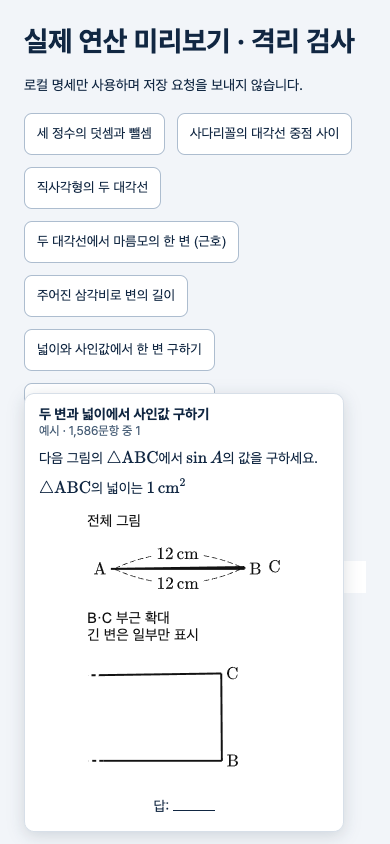 실제 연산 미리보기 · 격리 검사
로컬 명세만 사용하며 저장 요청을 보내지 않습니다.
세 정수의 덧셈과 뺄셈
사다리꼴의 대각선 중점 사이
직사각형의 두 대각선
두 대각선에서 마름모의 한 변 (근호)
주어진 삼각비로 변의 길이
넓이와 사인값에서 한 변 구하기
두 변과 넓이에서 사인값 구하기
예시 · 1,586문항 중 1
다음 그림의 △ABC에서 sin A의 값을 구하세요.
△ABC의 넓이는 1 cm²
전체 그림
12 cm
A
B C
12 cm
B·C 부근 확대
긴 변은 일부만 표시
C
B
답: ______